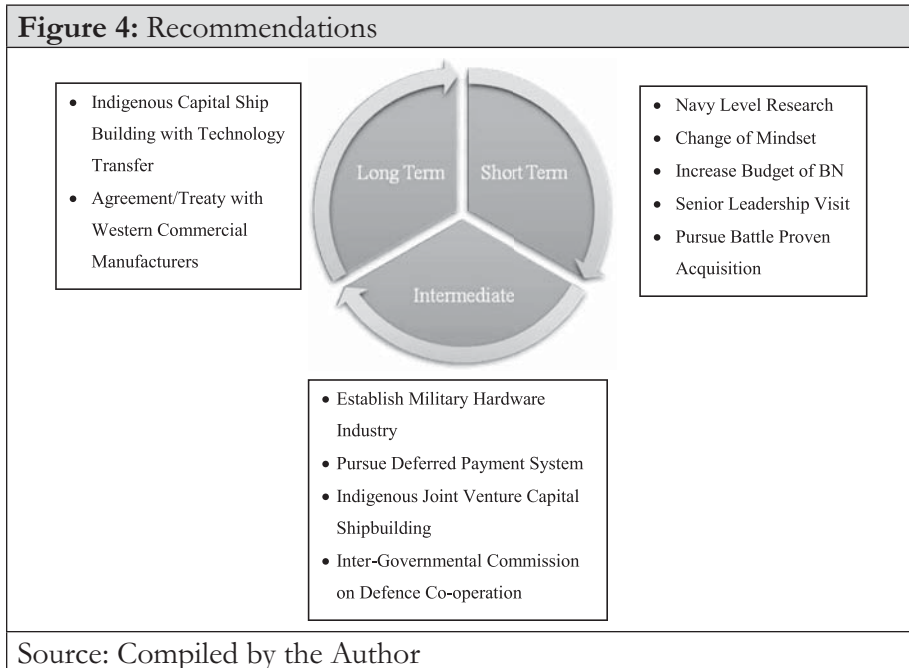 Figure 4: Recommendations
• Indigenous Capital Ship
Building with Technology
Transfer
• Agreement/Treaty with
Western Commercial
Manufacturers
Long Term
Short Term
Intermediate
• Navy Level Research
• Change of Mindset
• Increase Budget of BN
• Senior Leadership Visit
• Pursue Battle Proven
Acquisition
• Establish Military Hardware
Industry
• Pursue Deferred Payment System
• Indigenous Joint Venture Capital
Shipbuilding
• Inter-Governmental Commission
on Defence Co-operation
Source: Compiled by the Author